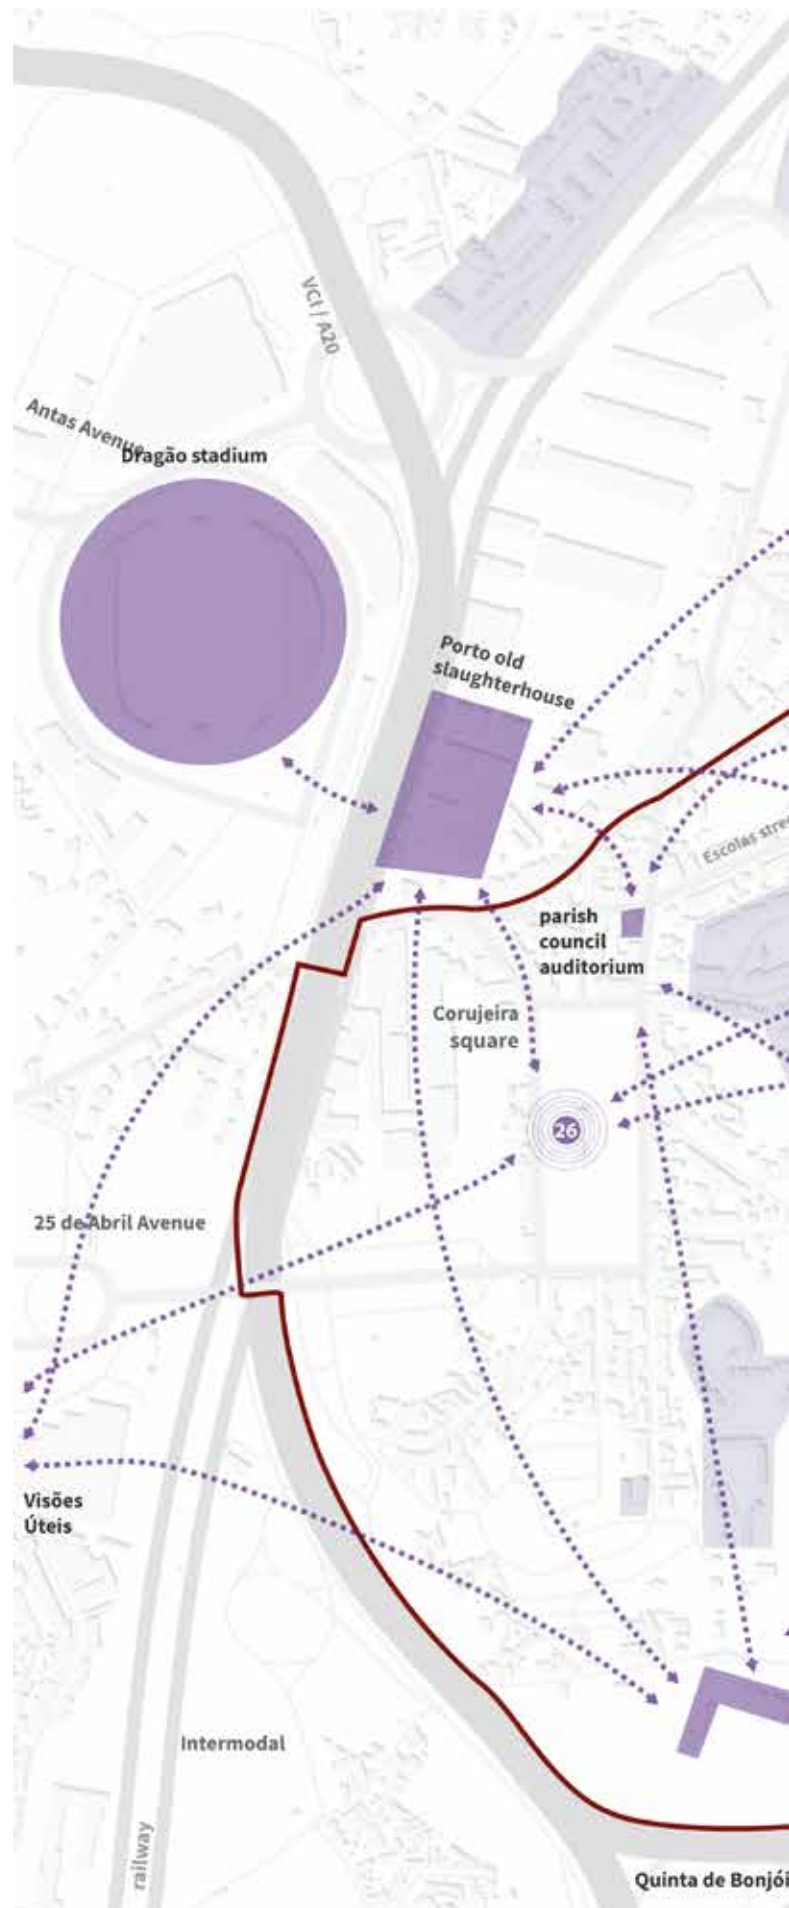 VCI / A20
Antas Avenue
Dragão stadium
Porto old
slaughterhouse
Escolas stree
parish
council
auditorium
Corujeira
square
26
25 de Abril Avenue
Visões
Úteis
Intermodal
railway
Quinta de Bonjói